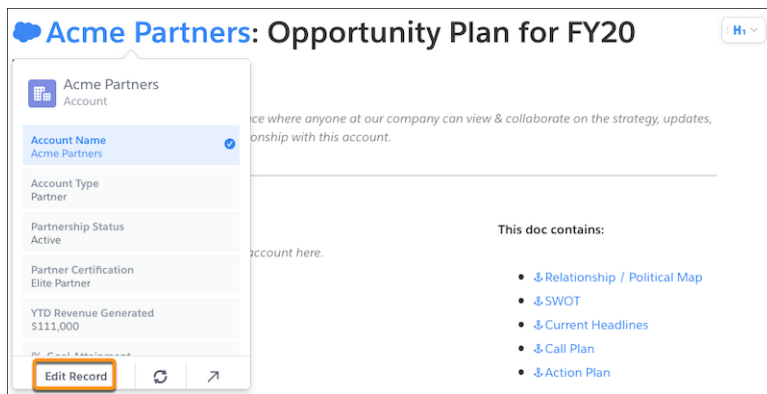 Acme Partners: Opportunity Plan for FY20
H₁
Acme Partners
Account
Account Name
Acme Partners
Account Type
Partner
Partnership Status
Active
Partner Certification
Elite Partner
YTD Revenue Generated
$111,000
% Goal Attainment
Edit Record
ce where anyone at our company can view & collaborate on the strategy, updates,
onship with this account.
account here.
This doc contains:
Relationship / Political Map
SWOT
Current Headlines
Call Plan
Action Plan